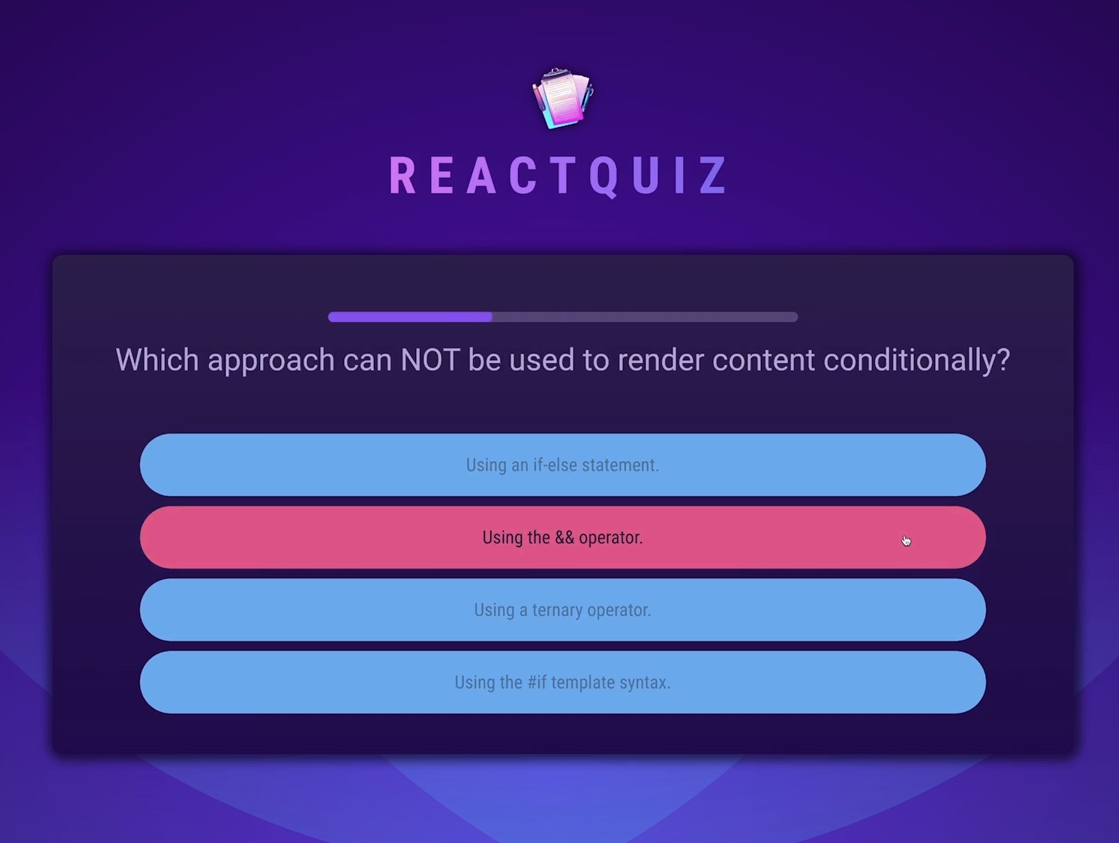 REACTQUIZ
Which approach can NOT be used to render content conditionally?
Using an if-else statement.
Using the && operator.
Using a ternary operator.
Using the #if template syntax.